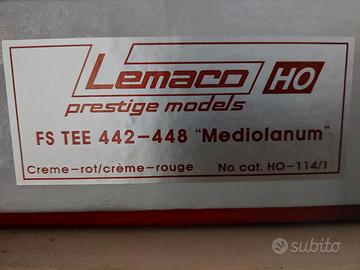 Lemaco HO
prestige models
FS TEE 442-448 "Mediolanum"
Creme-rot/crème-rouge No cat. HO-114/1
subito